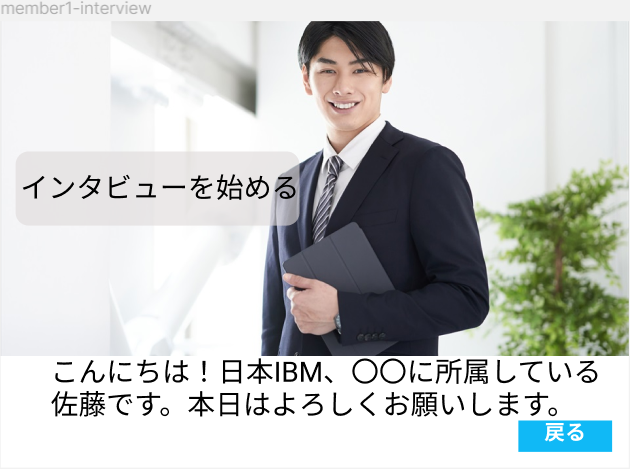 member1-interview
インタビューを始める
こんにちは！日本IBM、〇〇に所属している
佐藤です。本日はよろしくお願いします。
戻る